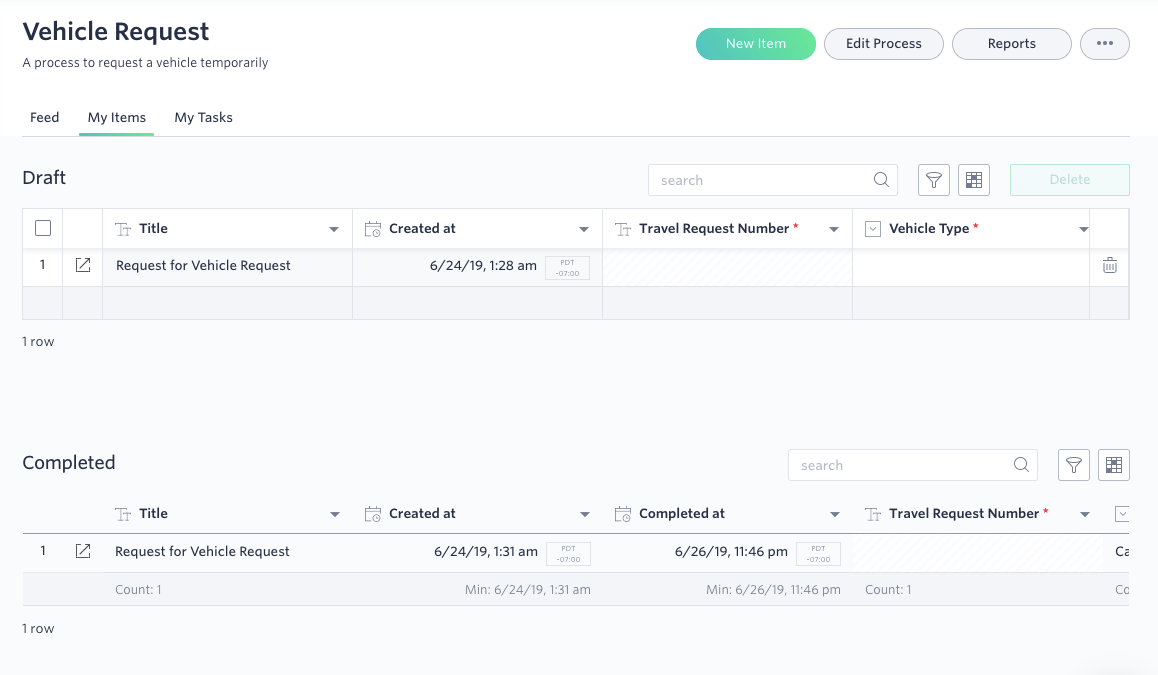 Vehicle Request
A process to request a vehicle temporarily
New Item
Edit Process
Reports
Feed
My Items
My Tasks
Draft
search
Delete
Title
Created at
Travel Request Number *
Vehicle Type *
1
Request for Vehicle Request
6/24/19, 1:28 am
PDT
-07:00
1 row
Completed
search
Title
Created at
Completed at
Travel Request Number *
1
Request for Vehicle Request
6/24/19, 1:31 am
PDT
-07:00
6/26/19, 11:46 pm
PDT
-07:00
Ca
Count: 1
Min: 6/24/19, 1:31 am
Min: 6/26/19, 11:46 pm
Count: 1
Co
1 row